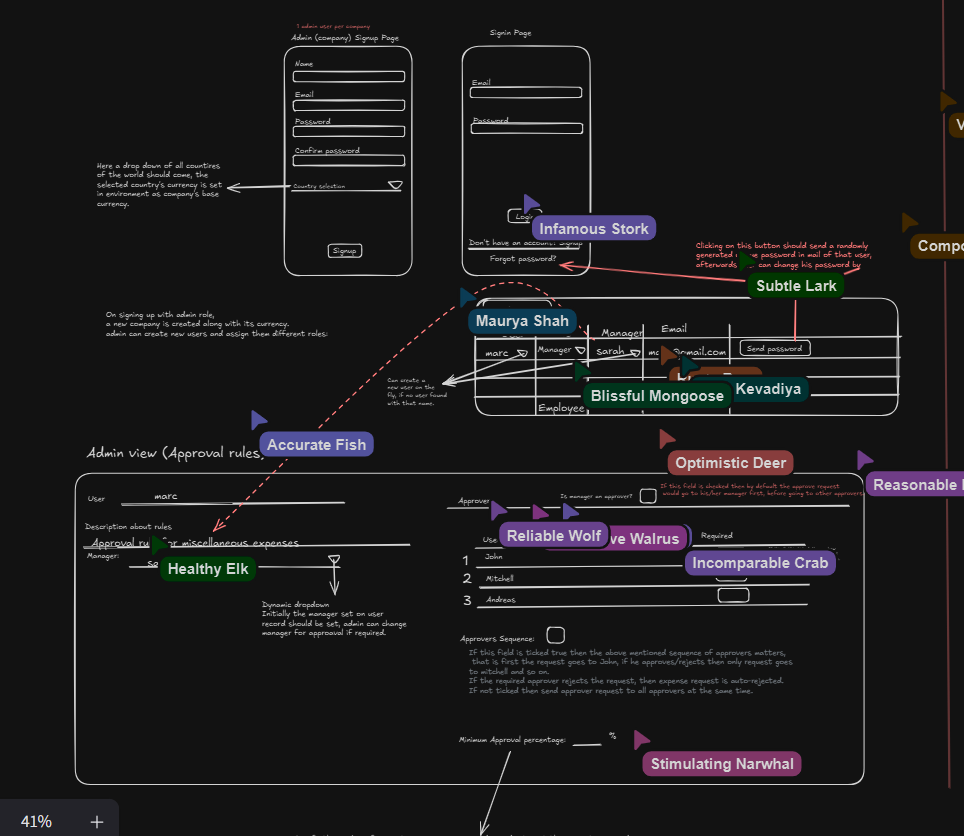 1 admin user per company
Admin (company) Signup Page
Name
Email
Password
Confirm password
Country selection
Signup
Here a drop down of all countires
of the world should come, the
selected country's currency is set
in environment as company's base
currency.
Signin Page
Email
Password
Don't have an account? Signup
Forgot password?
Infamous Stork
Clicking on this button should send a randomly
generated password in mail of that user,
afterwards can change his password by
Subtle Lark
On signing up with admin role,
a new company is created along with its currency.
admin can create new users and assign them different roles:
Maurya Shah
Manager
Email
marc
Manager
sarah
@gmail.com
Send password
Can create a
new user on the
fly, if no user found
with that name.
Kevadiya
Blissful Mongoose
Employee
Accurate Fish
Optimistic Deer
Reasonable
Admin view (Approval rules)
User
marc
Description about rules
Approval for miscellaneous expenses
Manager:
Healthy Elk
Dynamic dropdown
Initially the manager set on user
record should be set, admin can change
manager for approval if required.
Approver
Is manager an approver?
If this field is checked then by default the approve request
would go to his/her manager first, before going to other approvers
Reliable Wolf
Walrus
Required
Incomparable Crab
1 John
2 Mitchell
3 Andreas
Approvers Sequence:
If this field is ticked true then the above mentioned sequence of approvers matters,
that is first the request goes to John, if he approves/rejects then only request goes
to mitchell and so on.
If the required approver rejects the request, then expense request is auto-rejected.
If not ticked then send approver request to all approvers at the same time.
Minimum Approval percentage: %
Stimulating Narwhal
41% +